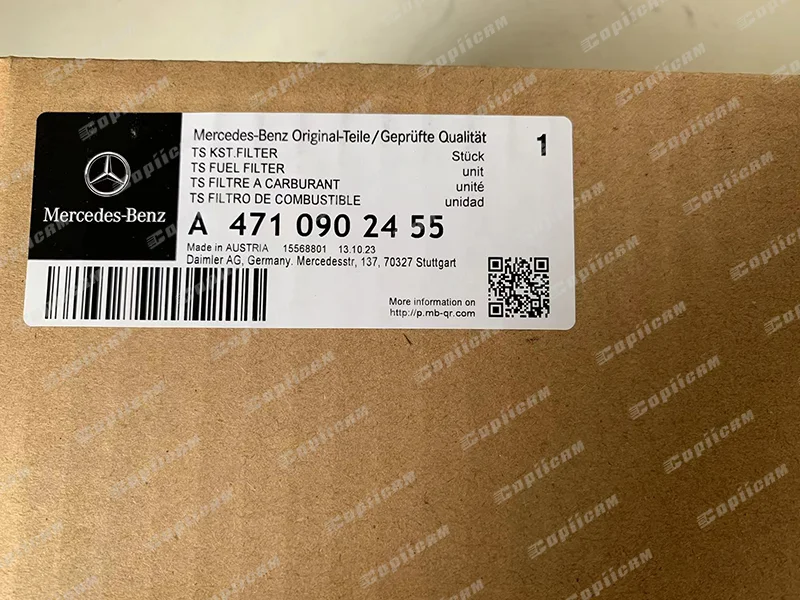 Mercedes-Benz
Mercedes-Benz Original-Teile/Geprüfte Qualität
1
TS KST.FILTER
Stück
TS FUEL FILTER
unit
TS FILTRE A CARBURANT
unité
TS FILTRO DE COMBUSTIBLE
unidad
A 471 090 24 55
Made in AUSTRIA 15568801 13.10.23
Daimler AG, Germany. Mercedesstr, 137, 70327 Stuttgart
More information on
http://p.mb-qr.com
Copiicam